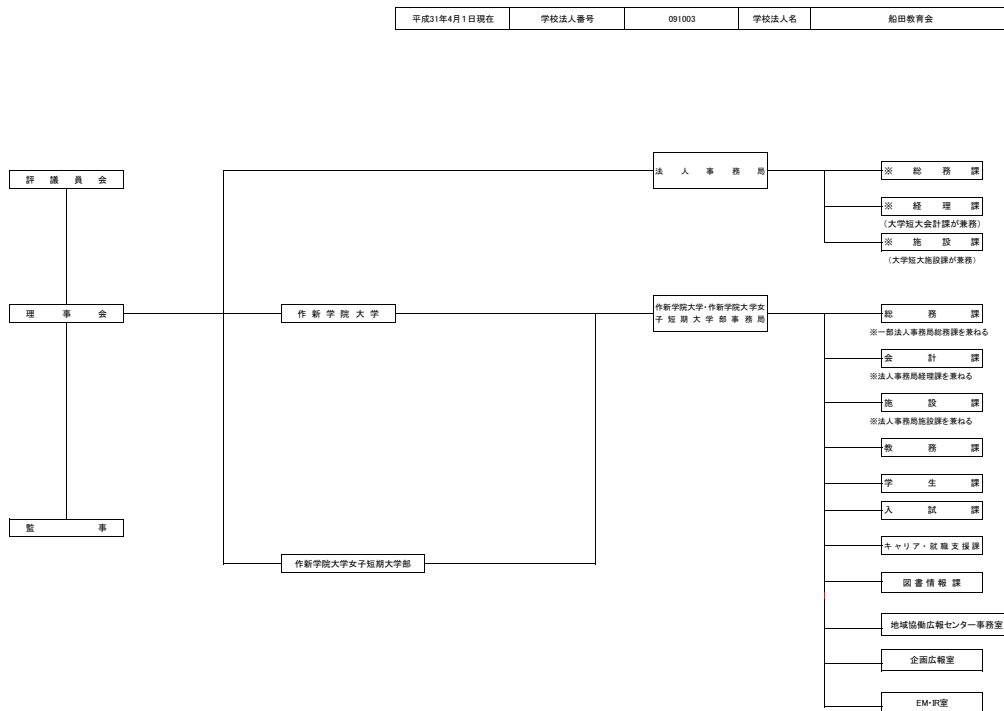 平成31年4月1日現在 学校法人番号 091003 学校法人名 船田教育会
評議員会
法人事務局
※ 総務課
※ 経理課
(大学短大会計課が兼務)
※ 施設課
(大学短大施設課が兼務)
理事会
作新学院大学
作新学院大学・作新学院大学女
子短期大学部事務局
総務課
※一部法人事務局総務課を兼ねる
会計課
※法人事務局経理課を兼ねる
施設課
※法人事務局施設課を兼ねる
教務課
学生課
入試課
監事
キャリア・就職支援課
作新学院大学女子短期大学部
図書情報課
地域協働広報センター事務室
企画広報室
EM・IR室